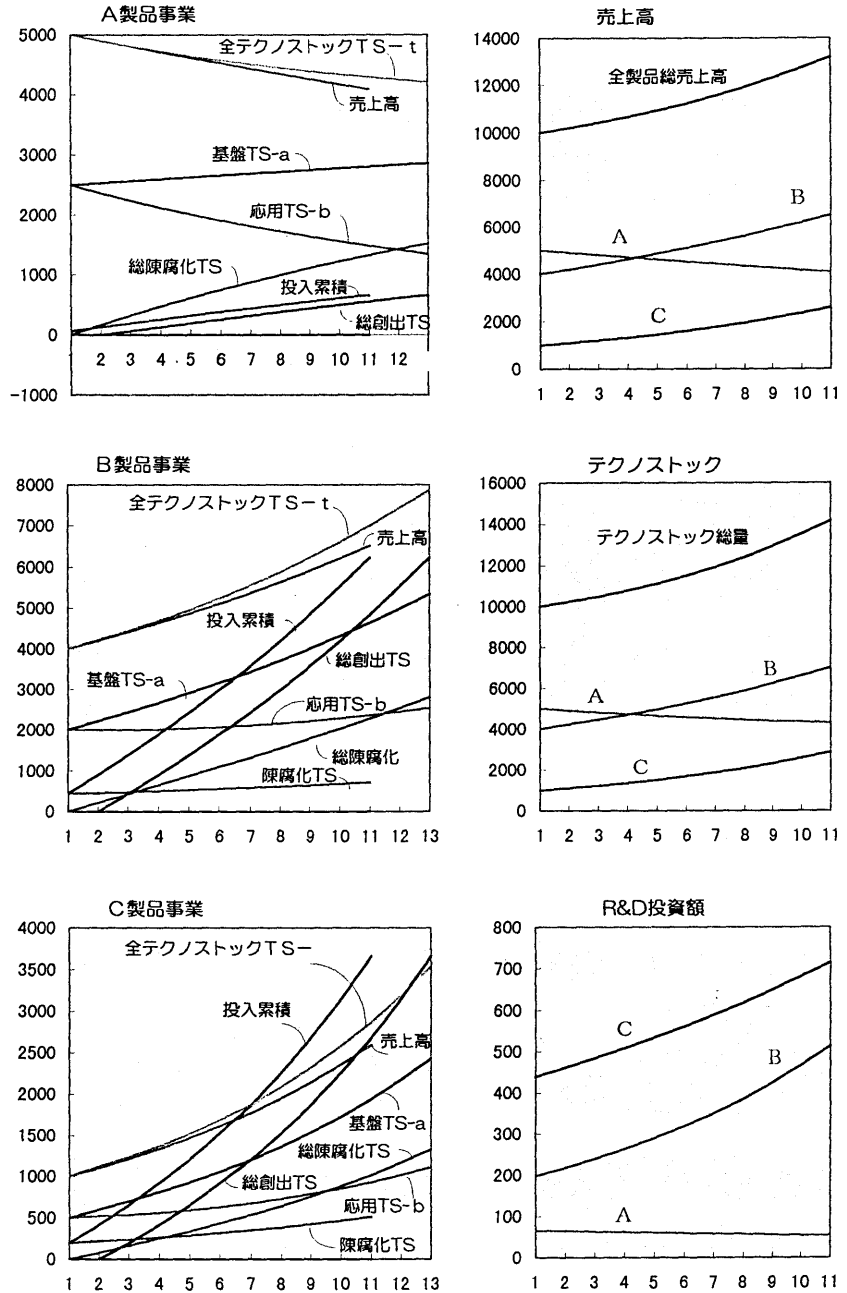 A製品事業
5000
4000
3000
2000
1000
0
-1000
2 3 4 5 6 7 8 9 10 11 12
全テクノストックTS-t
売上高
基盤TS-a
応用TS-b
総陳腐化TS
投入累積
総創出TS
売上高
14000
12000
10000
8000
6000
4000
2000
0
1 2 3 4 5 6 7 8 9 10 11
全製品総売上高
B
A
C
B製品事業
8000
7000
6000
5000
4000
3000
2000
1000
0
1 2 3 4 5 6 7 8 9 10 11 12 13
全テクノストックTS-t
売上高
投入累積
総創出TS
基盤TS-a
応用TS-b
総陳腐化
陳腐化TS
テクノストック
16000
14000
12000
10000
8000
6000
4000
2000
0
1 2 3 4 5 6 7 8 9 10 11
テクノストック総量
B
A
C
C製品事業
4000
3500
3000
2500
2000
1500
1000
500
0
1 2 3 4 5 6 7 8 9 10 11 12 13
全テクノストックTS-
投入累積
売上高
基盤TS-a
総陳腐化TS
総創出TS
応用TS-b
陳腐化TS
R&D投資額
800
700
600
500
400
300
200
100
0
1 2 3 4 5 6 7 8 9 10 11
C
B
A